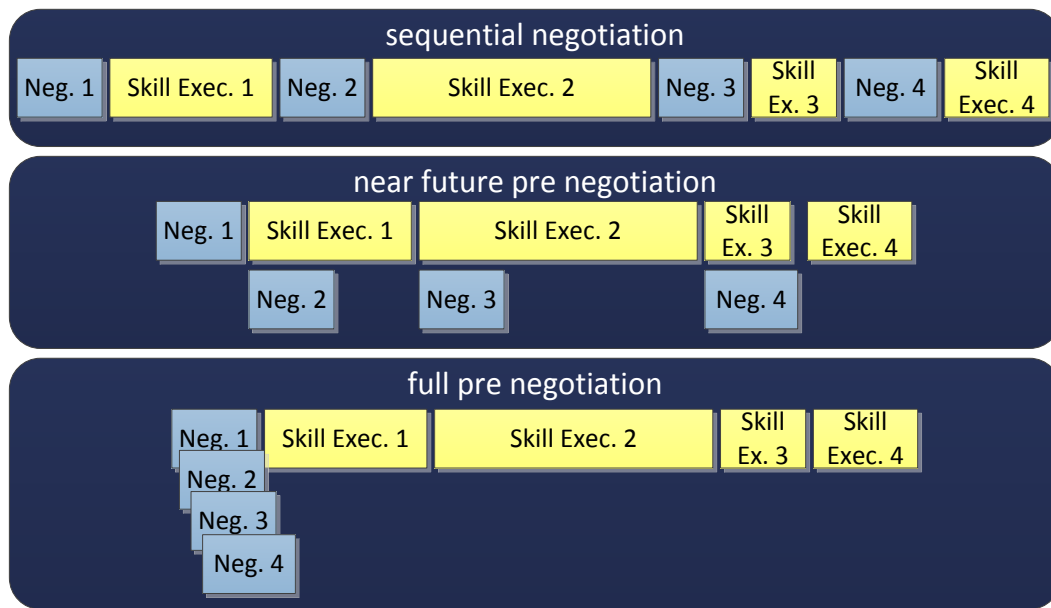 sequential negotiation
Neg. 1
Skill Exec. 1
Neg. 2
Skill Exec. 2
Neg. 3
Skill
Ex. 3
Neg. 4
Skill
Exec. 4
near future pre negotiation
Neg. 1
Skill Exec. 1
Skill Exec. 2
Skill
Ex. 3
Skill
Exec. 4
Neg. 2
Neg. 3
Neg. 4
full pre negotiation
Neg. 1
Skill Exec. 1
Skill Exec. 2
Skill
Ex. 3
Skill
Exec. 4
Neg. 2
Neg. 3
Neg. 4